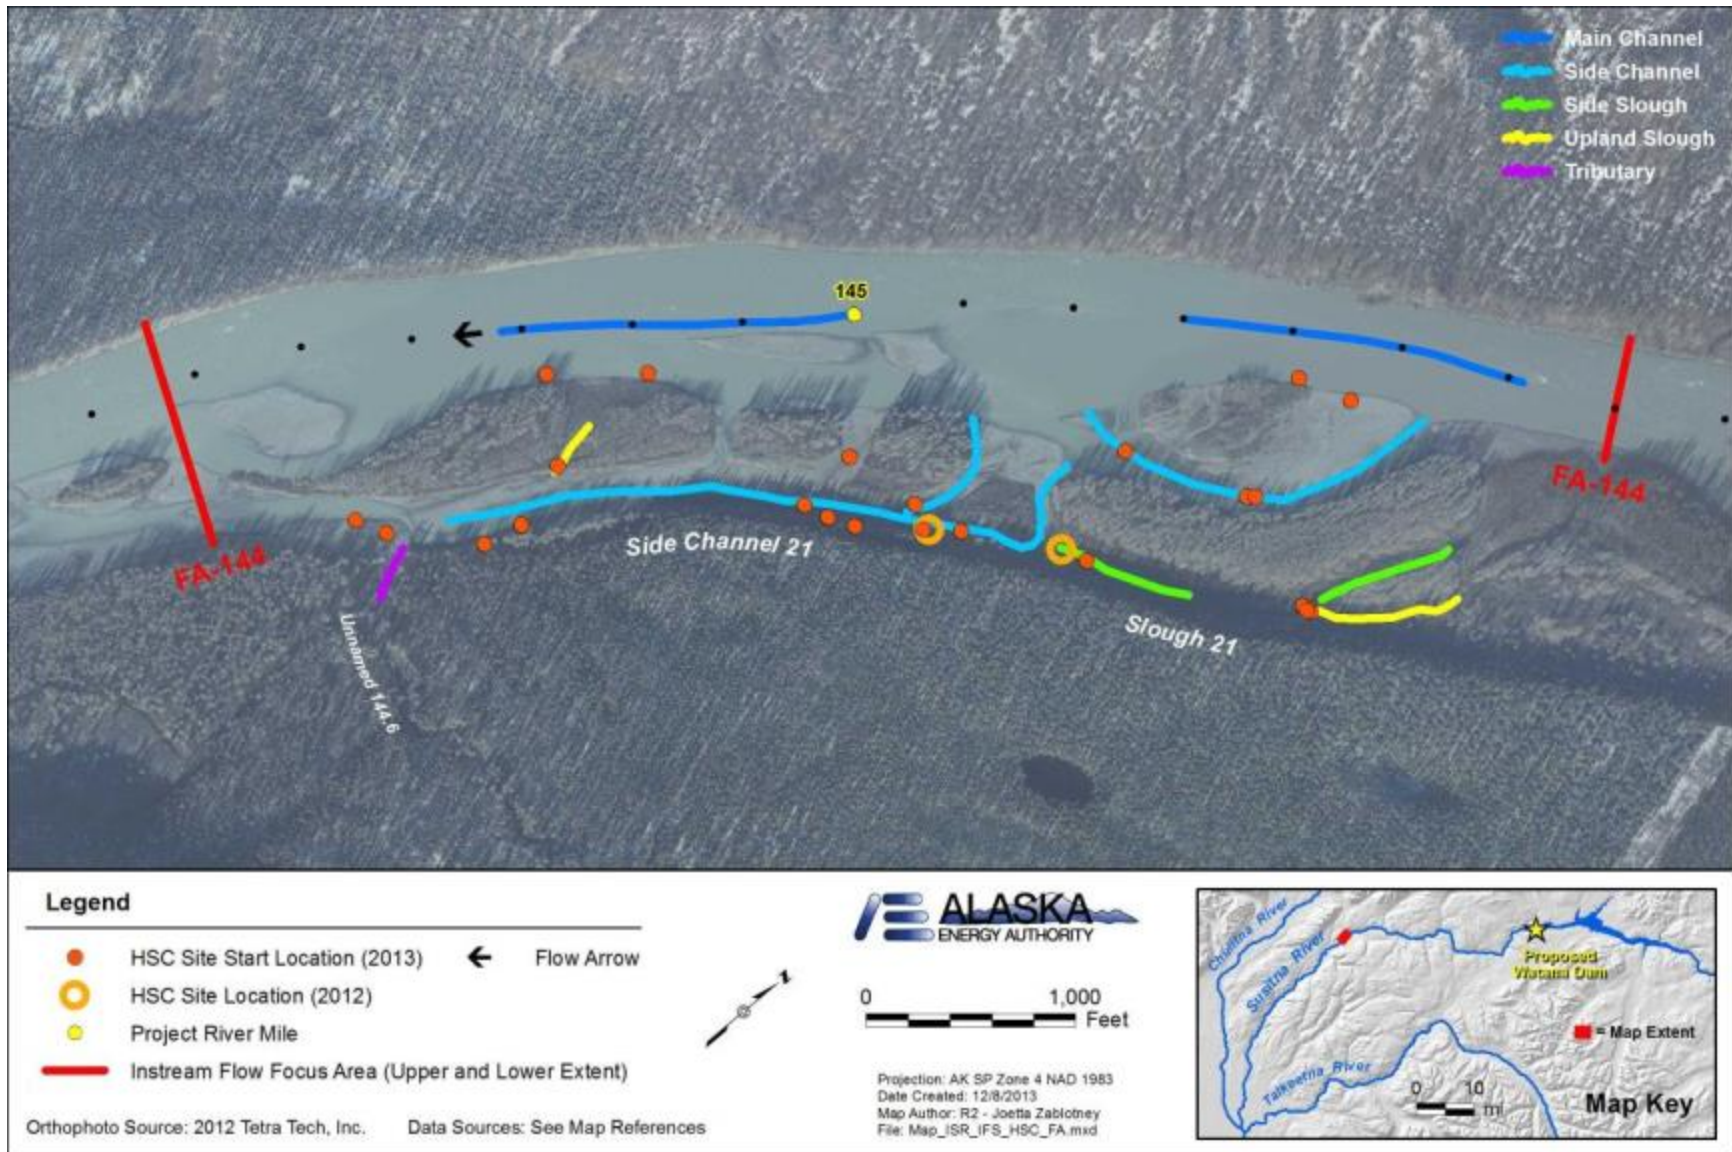 Main Channel
Side Channel
Side Slough
Upland Slough
Tributary
145
FA-144
FA-144
Side Channel 21
Slough 21
Unnamed 144.6
Legend
HSC Site Start Location (2013)
Flow Arrow
HSC Site Location (2012)
Project River Mile
Instream Flow Focus Area (Upper and Lower Extent)
Orthophoto Source: 2012 Tetra Tech, Inc.
Data Sources: See Map References
ALASKA
ENERGY AUTHORITY
N
0
1,000
Feet
Projection: AK SP Zone 4 NAD 1983
Date Created: 12/8/2013
Map Author: R2 - Joetta Zablotney
File: Map_ISR_IFS_HSC_FA.mxd
Chulitna River
Susitna River
Talkeetna River
Proposed
Watana Dam
= Map Extent
0
10
mi
Map Key